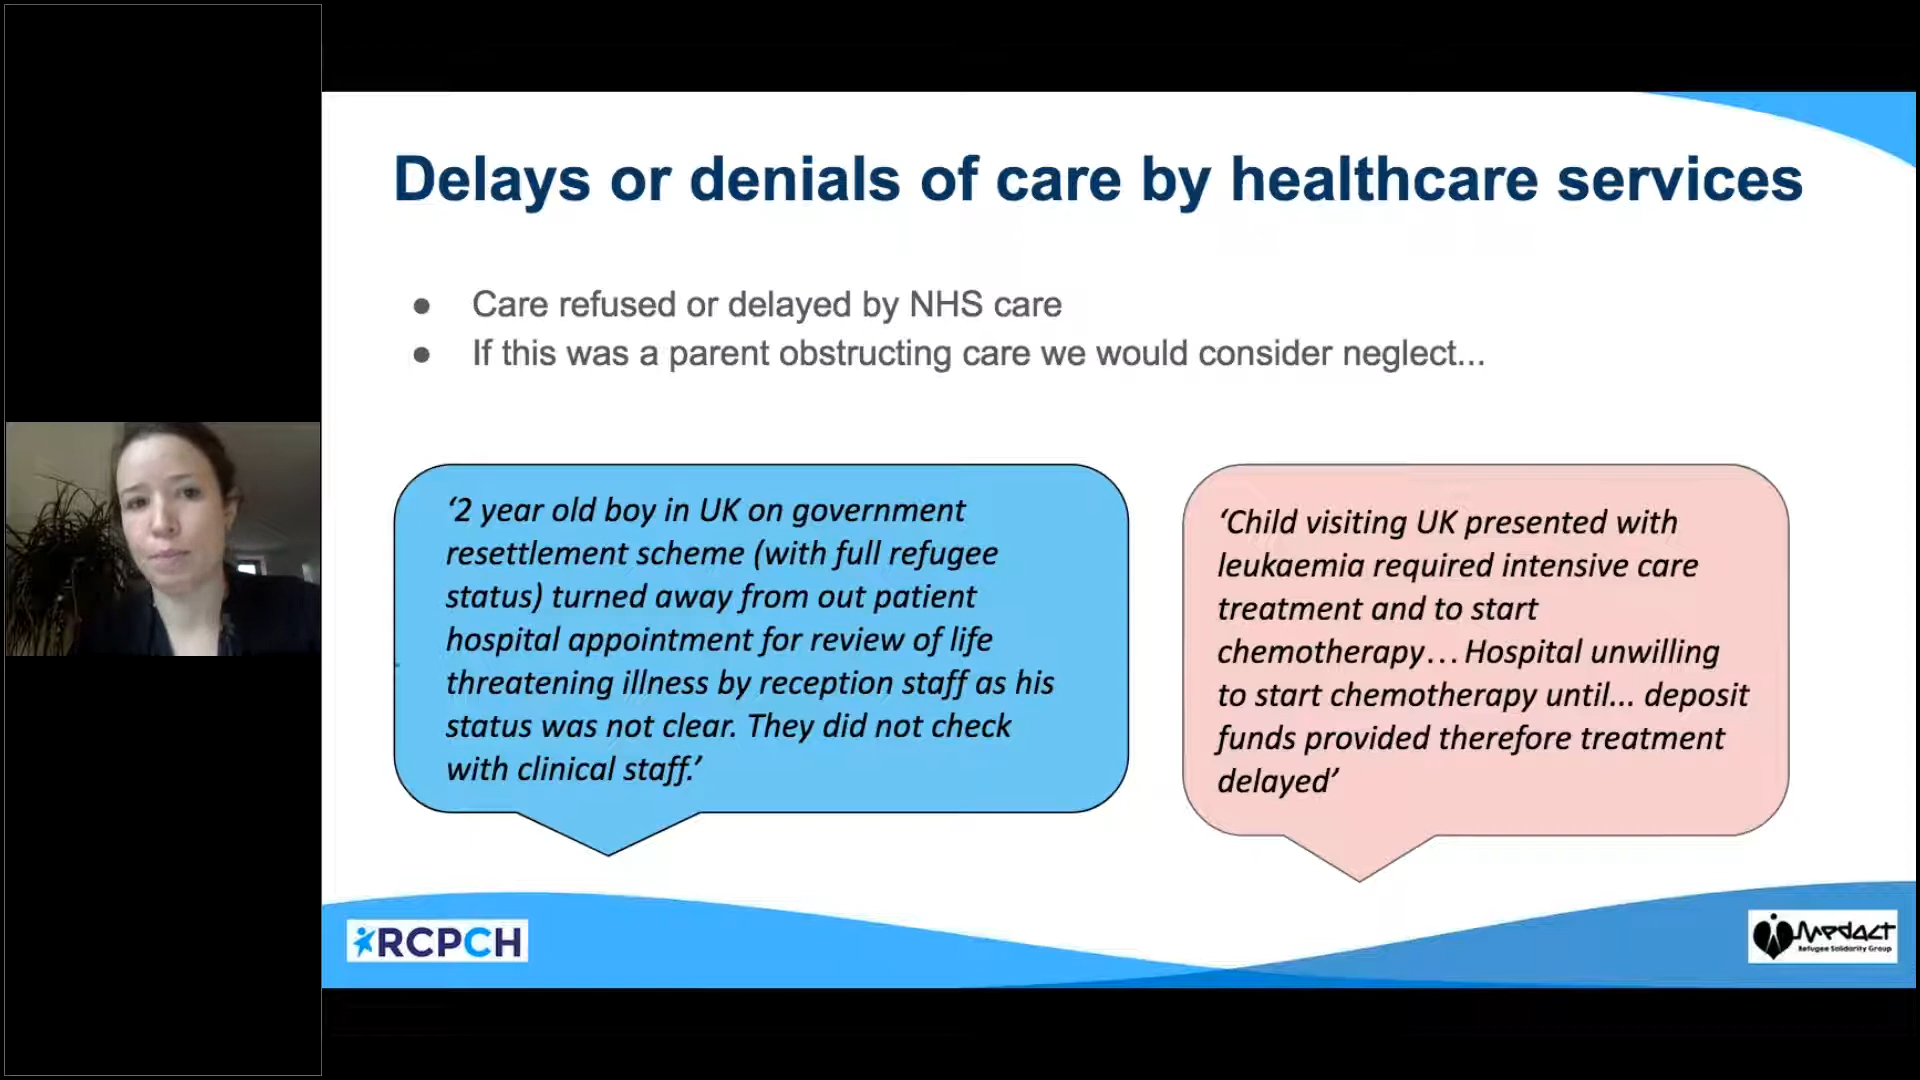 Delays or denials of care by healthcare services
● Care refused or delayed by NHS care
● If this was a parent obstructing care we would consider neglect...
‘2 year old boy in UK on government
resettlement scheme (with full refugee
status) turned away from out patient
hospital appointment for review of life
threatening illness by reception staff as his
status was not clear. They did not check
with clinical staff.’
‘Child visiting UK presented with
leukaemia required intensive care
treatment and to start
chemotherapy…Hospital unwilling
to start chemotherapy until... deposit
funds provided therefore treatment
delayed’
RCPCH
Medact
Refugee Solidarity Group